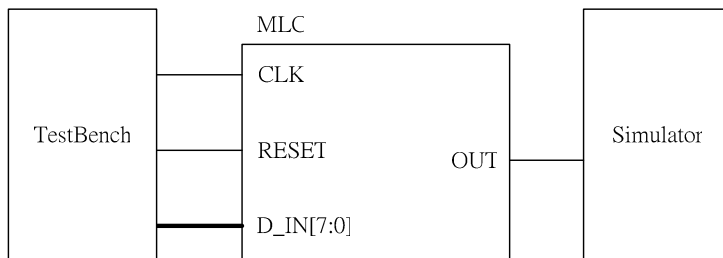 MLC
CLK
TestBench
RESET
OUT
Simulator
D_IN[7:0]